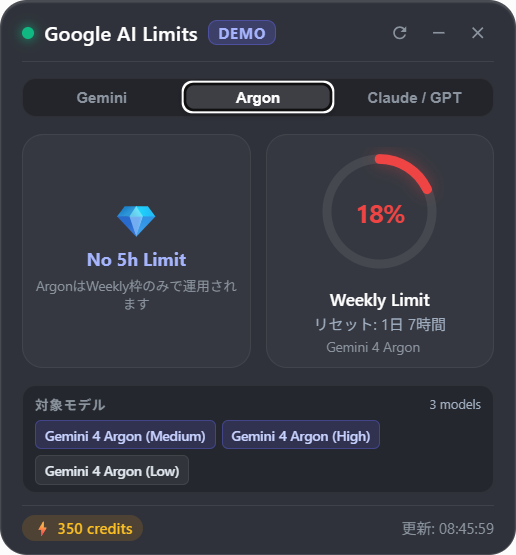 Google AI Limits DEMO
Gemini Argon Claude / GPT
No 5h Limit
ArgonはWeekly枠のみで運用され
ます
18%
Weekly Limit
リセット: 1日 7時間
Gemini 4 Argon
対象モデル 3 models
Gemini 4 Argon (Medium) Gemini 4 Argon (High)
Gemini 4 Argon (Low)
350 credits 更新: 08:45:59